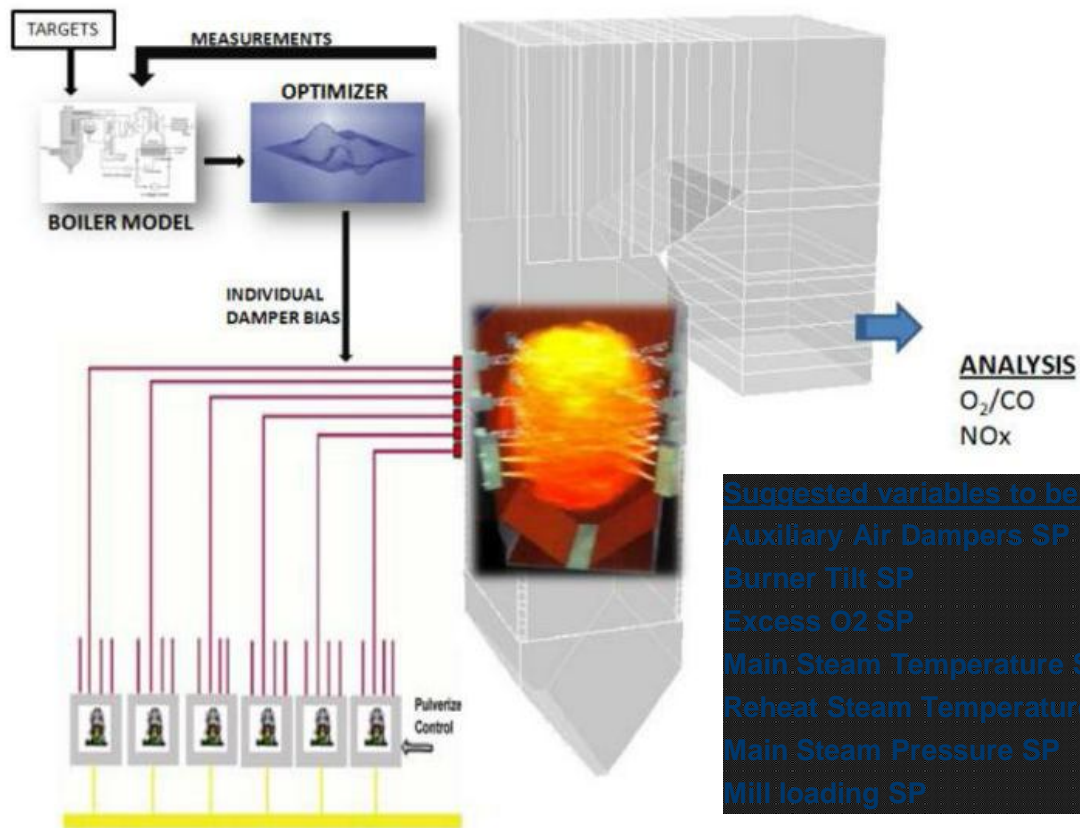 TARGETS
MEASUREMENTS
OPTIMIZER
BOILER MODEL
INDIVIDUAL
DAMPER BIAS
ANALYSIS
O₂/CO
NOx
Suggested variables to be
Auxiliary Air Dampers SP
Burner Tilt SP
Excess O2 SP
Main Steam Temperature S
Reheat Steam Temperatur
Main Steam Pressure SP
Mill loading SP
Pulverize
Control